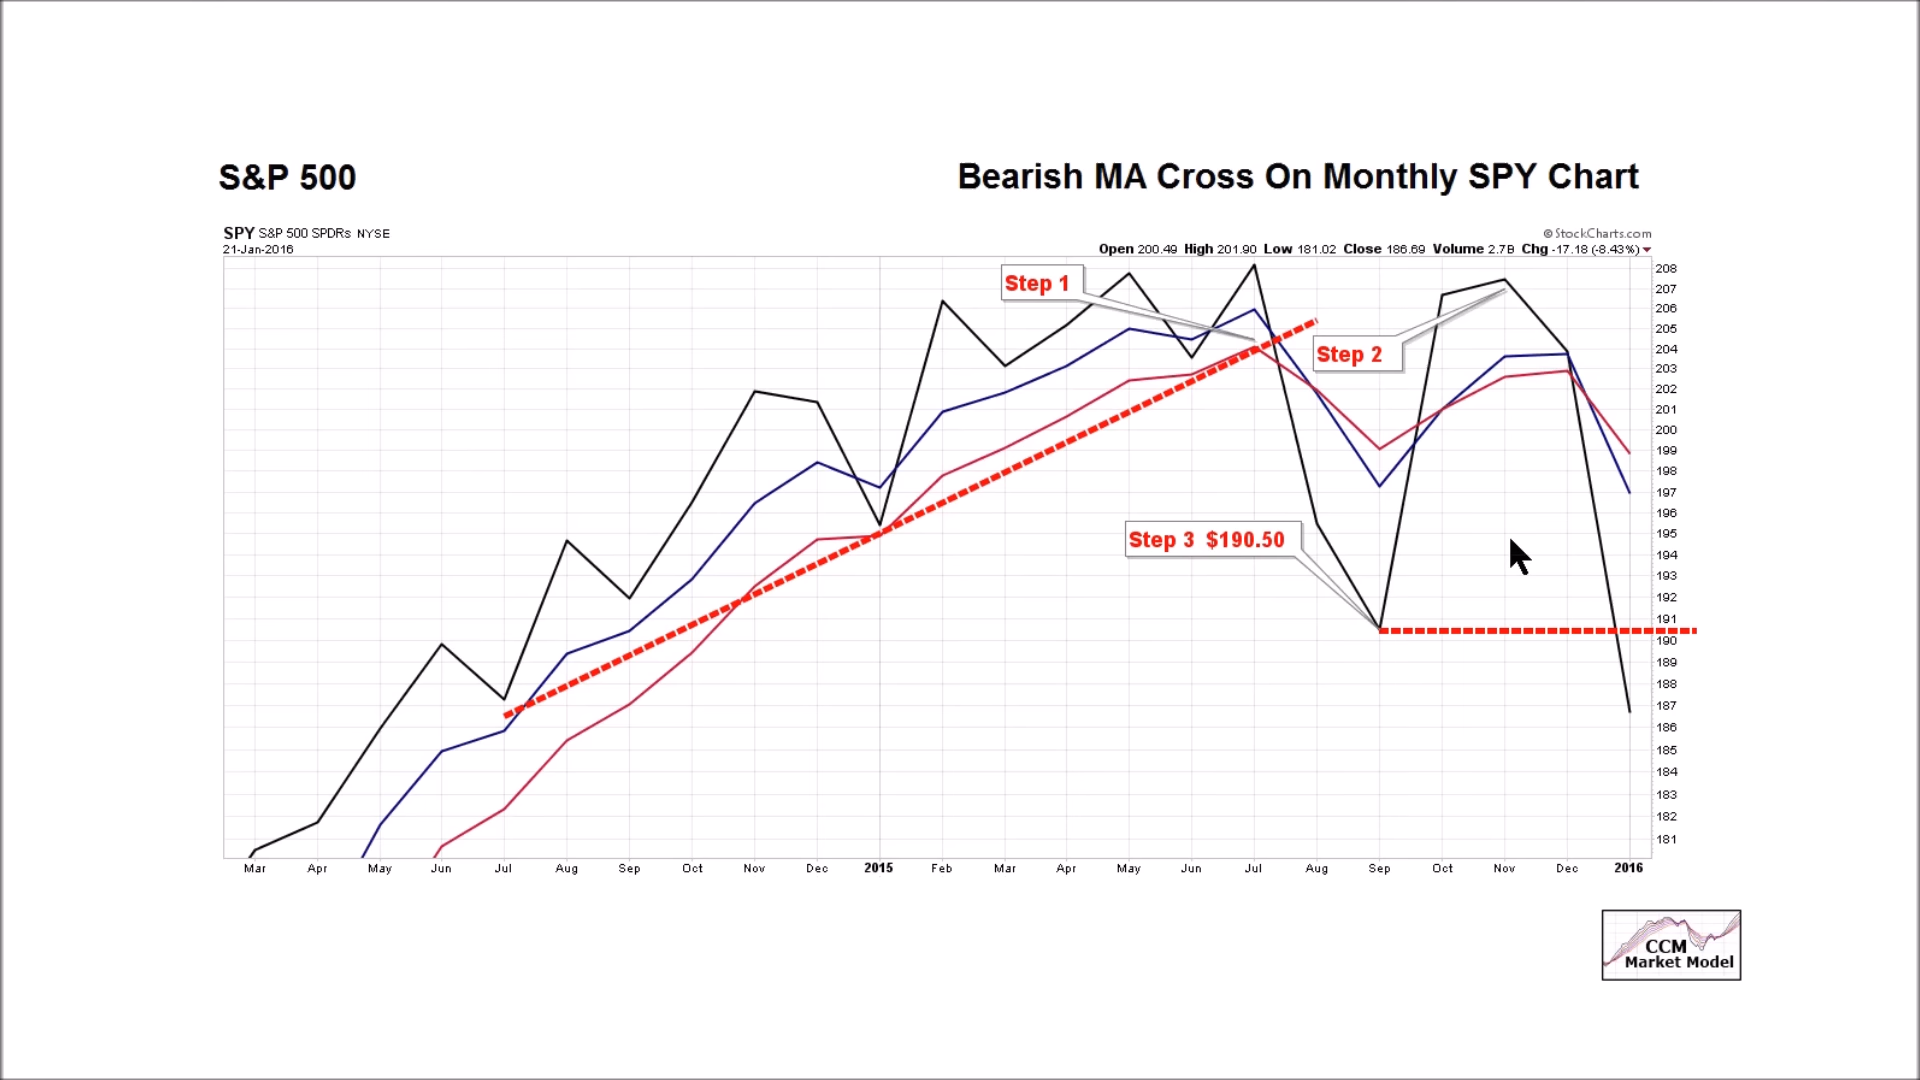 S&P 500
Bearish MA Cross On Monthly SPY Chart
SPY S&P 500 SPDRs NYSE
© StockCharts.com
21-Jan-2016
Open 200.49 High 201.90 Low 181.02 Close 186.69 Volume 2.7B Chg -17.18 (-8.43%)
Step 1
Step 2
Step 3 $190.50
208
207
206
205
204
203
202
201
200
199
198
197
196
195
194
193
192
191
190
189
188
187
186
185
184
183
182
181
Mar Apr May Jun Jul Aug Sep Oct Nov Dec 2015 Feb Mar Apr May Jun Jul Aug Sep Oct Nov Dec 2016
CCM
Market Model